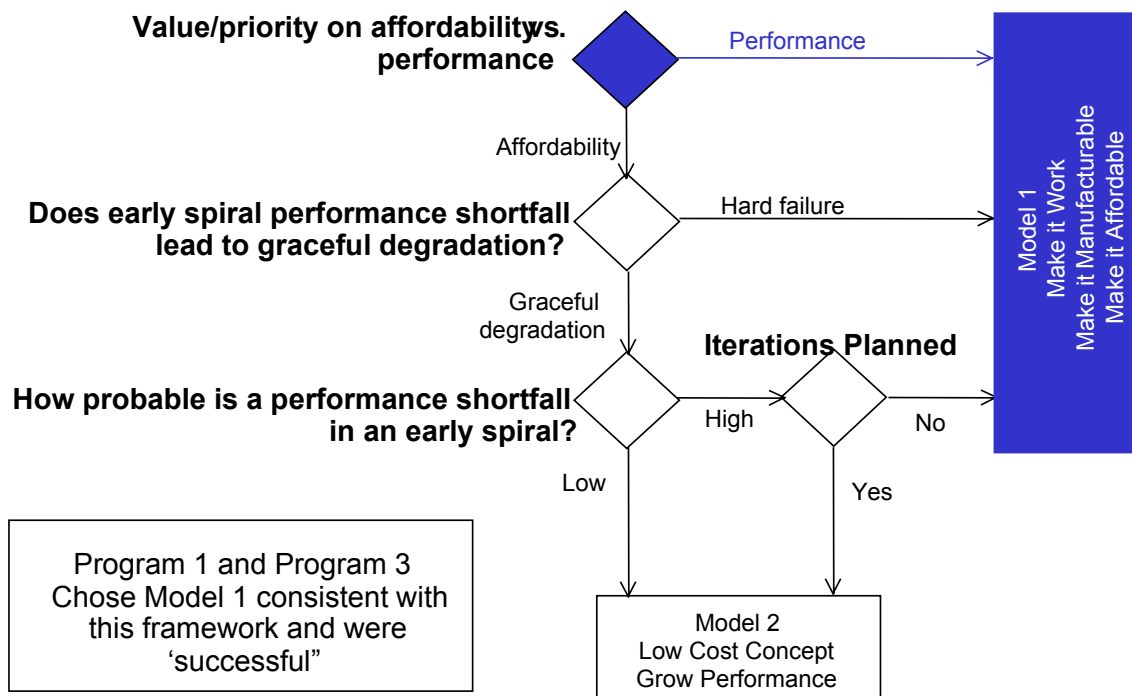 Value/priority on affordability vs.
performance
Performance
Affordability
Does early spiral performance shortfall
lead to graceful degradation?
Hard failure
Graceful
degradation
Iterations Planned
How probable is a performance shortfall
in an early spiral?
High
No
Low
Yes
Model 1
Make it Work
Make it Manufacturable
Make it Affordable
Program 1 and Program 3
Chose Model 1 consistent with
this framework and were
‘successful”
Model 2
Low Cost Concept
Grow Performance